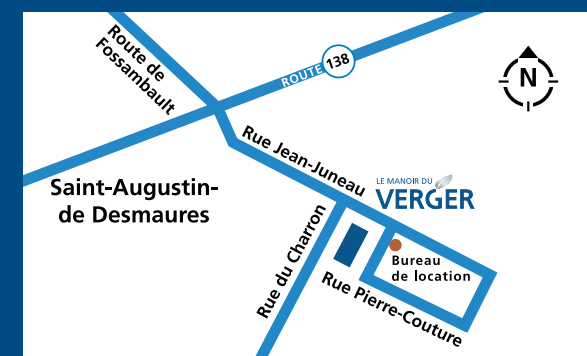 Route de
Fossambault
ROUTE 138
N
Rue Jean-Juneau
LE MANOIR DU
VERGER
Saint-Augustin-
de Desmaures
Rue du Charron
Bureau
de location
Rue Pierre-Couture